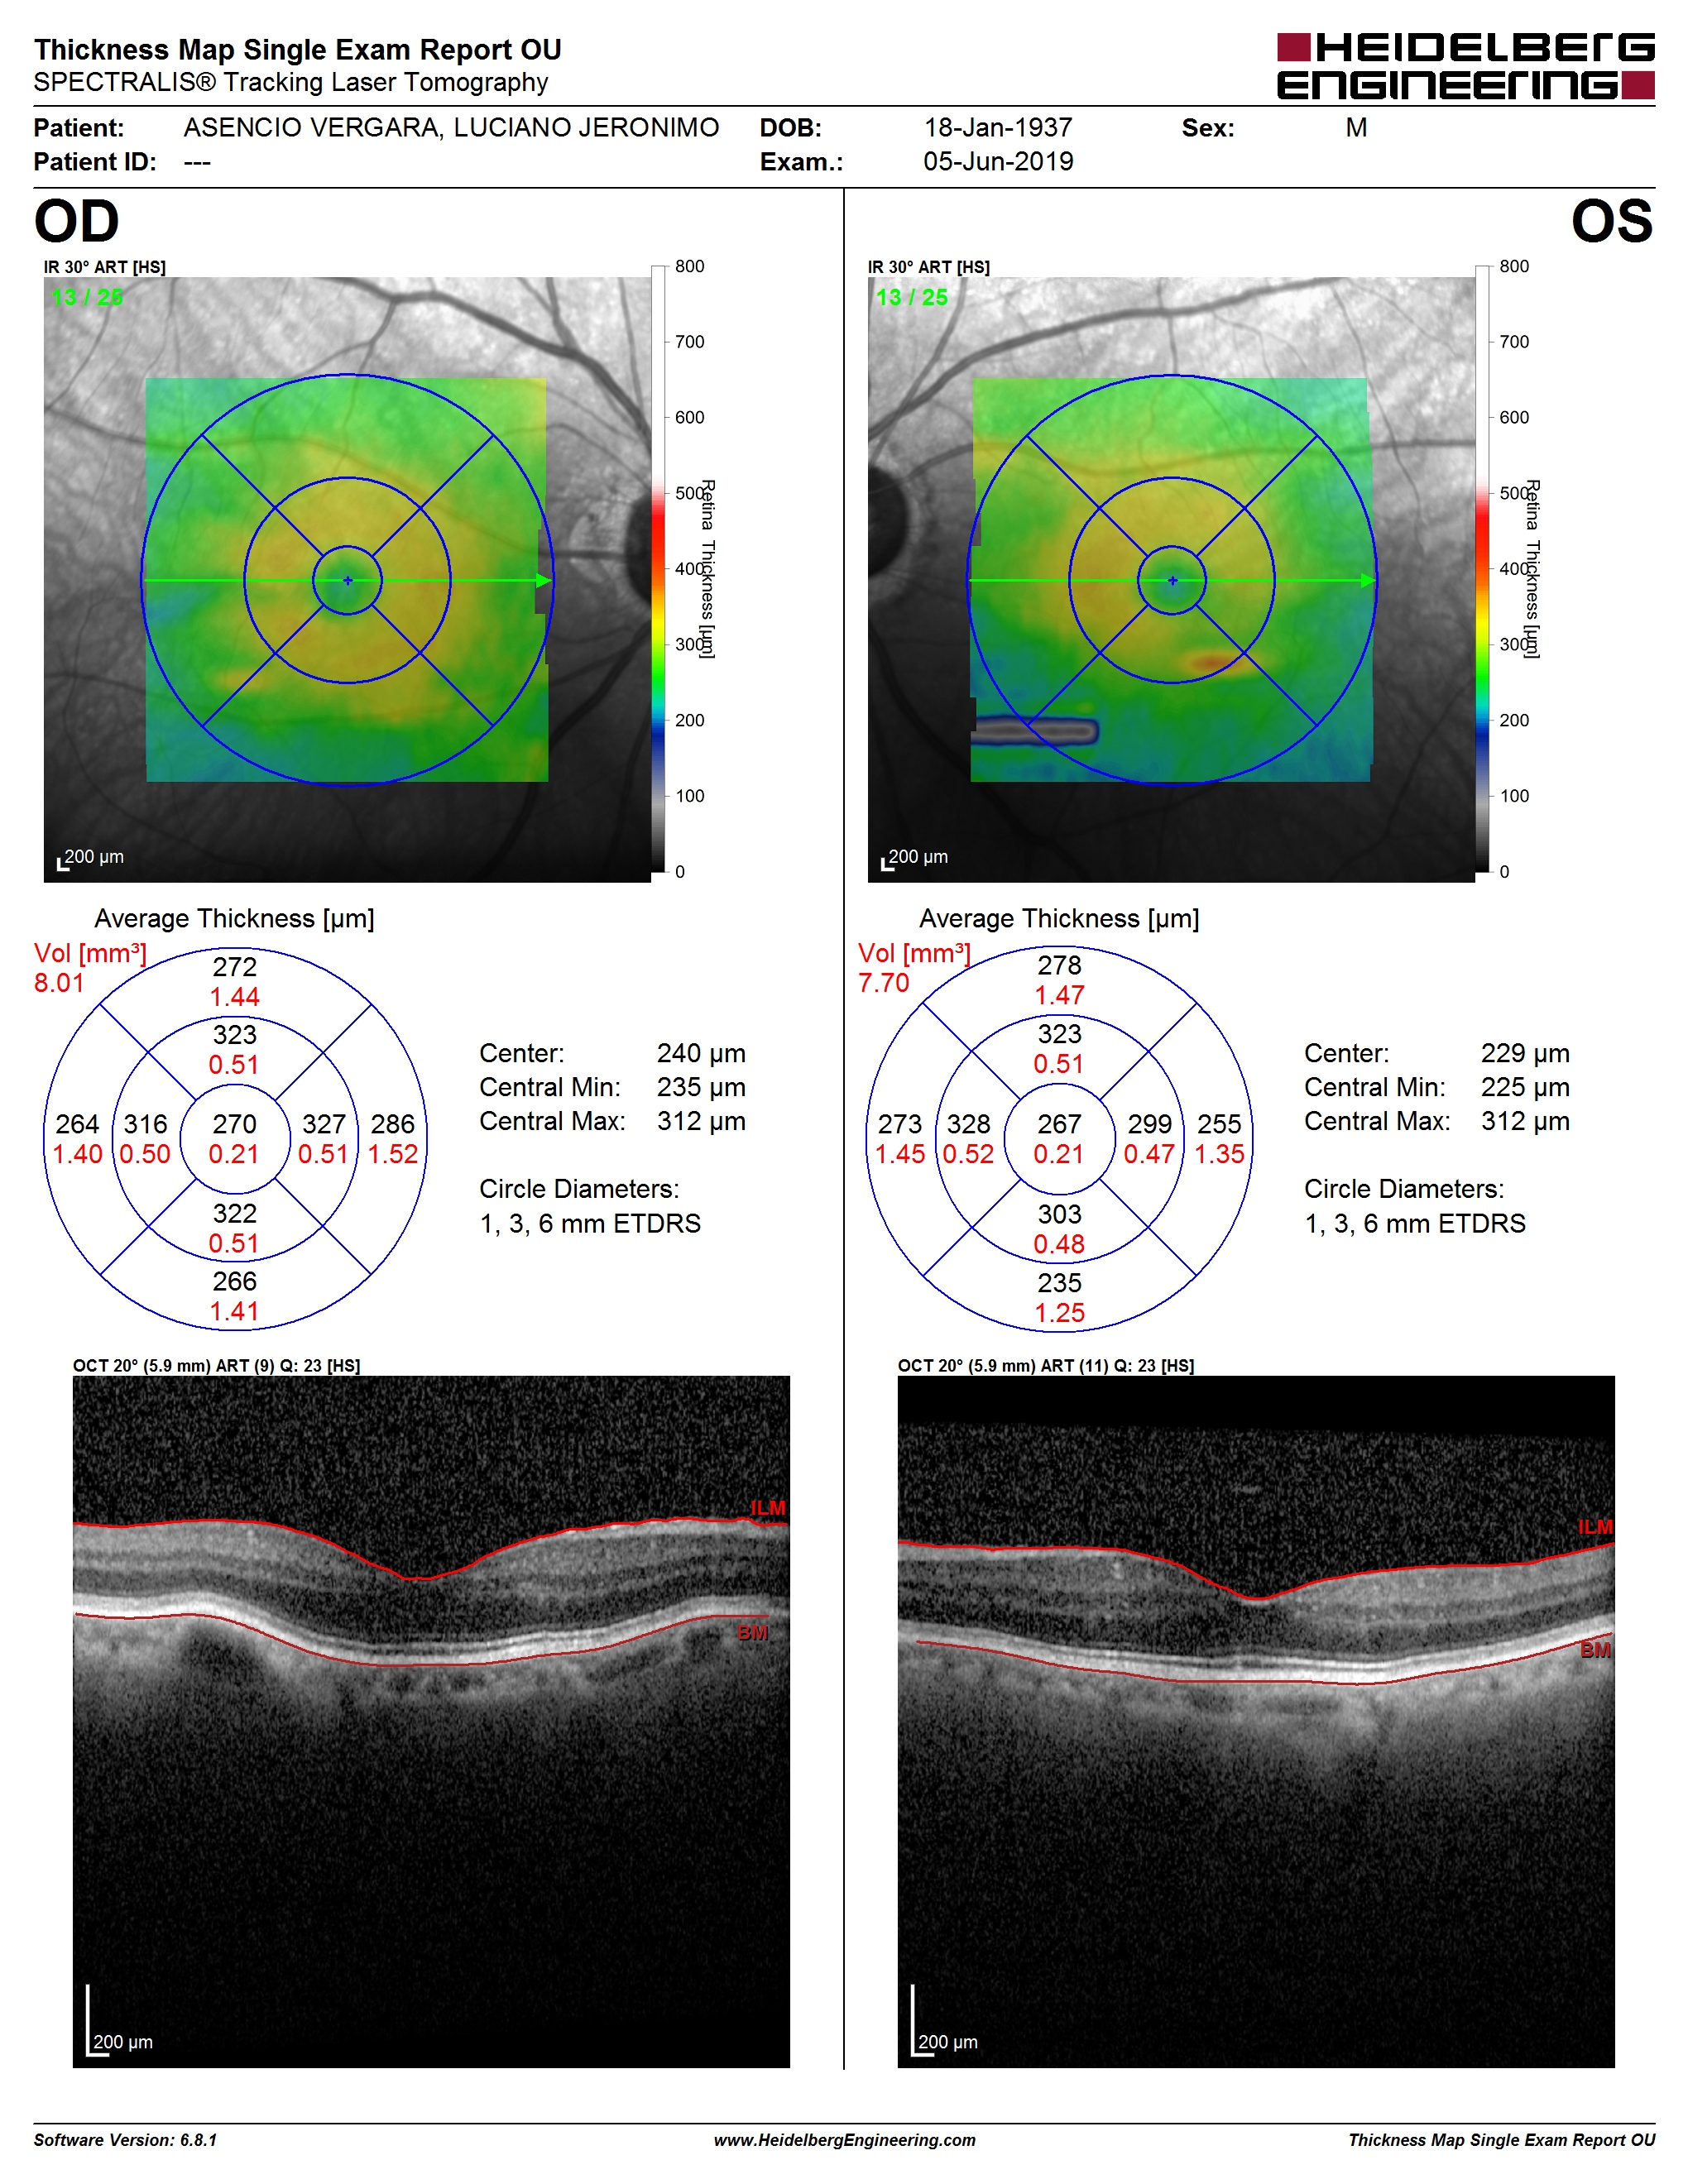 Thickness Map Single Exam Report OU
SPECTRALIS® Tracking Laser Tomography
HEIDELBERG
ENGINEERING
Patient: ASENCIO VERGARA, LUCIANO JERONIMO DOB: 18-Jan-1937 Sex: M
Patient ID: --- Exam.: 05-Jun-2019
OD
IR 30° ART [HS]
13 / 25
800
700
600
500
400
300
200
100
0
Retina Thickness [µm]
200 µm
Average Thickness [µm]
Vol [mm³]
8.01
272
1.44
323
0.51
264 316 270 327 286
1.40 0.50 0.21 0.51 1.52
322
0.51
266
1.41
Center: 240 µm
Central Min: 235 µm
Central Max: 312 µm
Circle Diameters:
1, 3, 6 mm ETDRS
OCT 20° (5.9 mm) ART (9) Q: 23 [HS]
ILM
BM
200 µm
OS
IR 30° ART [HS]
13 / 25
800
700
600
500
400
300
200
100
0
Retina Thickness [µm]
200 µm
Average Thickness [µm]
Vol [mm³]
7.70
278
1.47
323
0.51
273 328 267 299 255
1.45 0.52 0.21 0.47 1.35
303
0.48
235
1.25
Center: 229 µm
Central Min: 225 µm
Central Max: 312 µm
Circle Diameters:
1, 3, 6 mm ETDRS
OCT 20° (5.9 mm) ART (11) Q: 23 [HS]
ILM
BM
200 µm
Software Version: 6.8.1 www.HeidelbergEngineering.com Thickness Map Single Exam Report OU